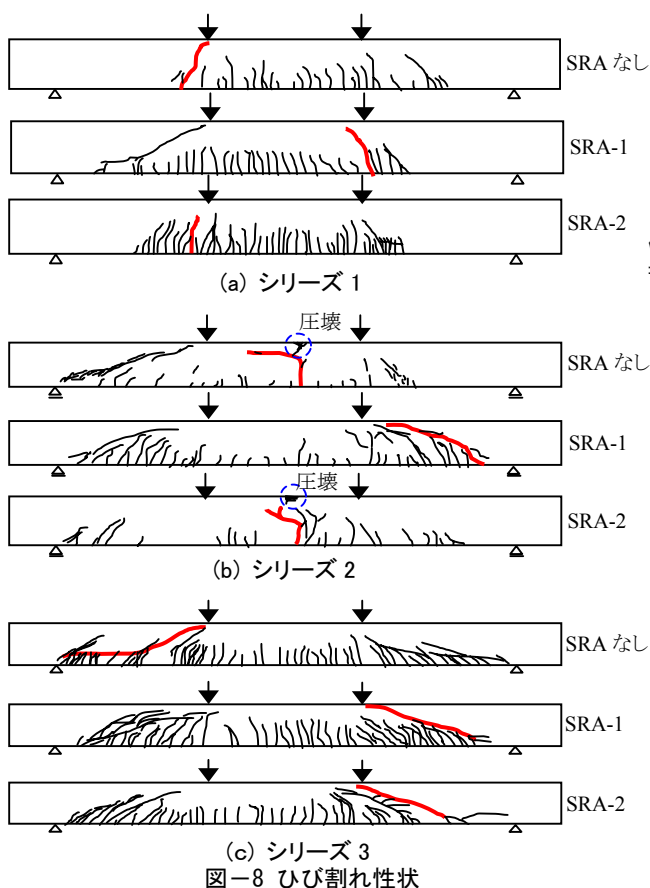 SRA なし
SRA-1
SRA-2
(a) シリーズ 1
圧壊
SRA なし
SRA-1
圧壊
SRA-2
(b) シリーズ 2
SRA なし
SRA-1
SRA-2
(c) シリーズ 3
図－8 ひび割れ性状